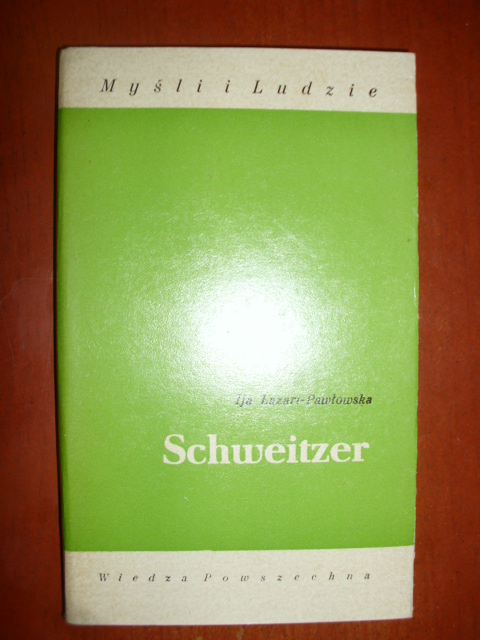 Myśli i Ludzie
Ija Lazari-Pawłowska
Schweitzer
Wiedza Powszechna